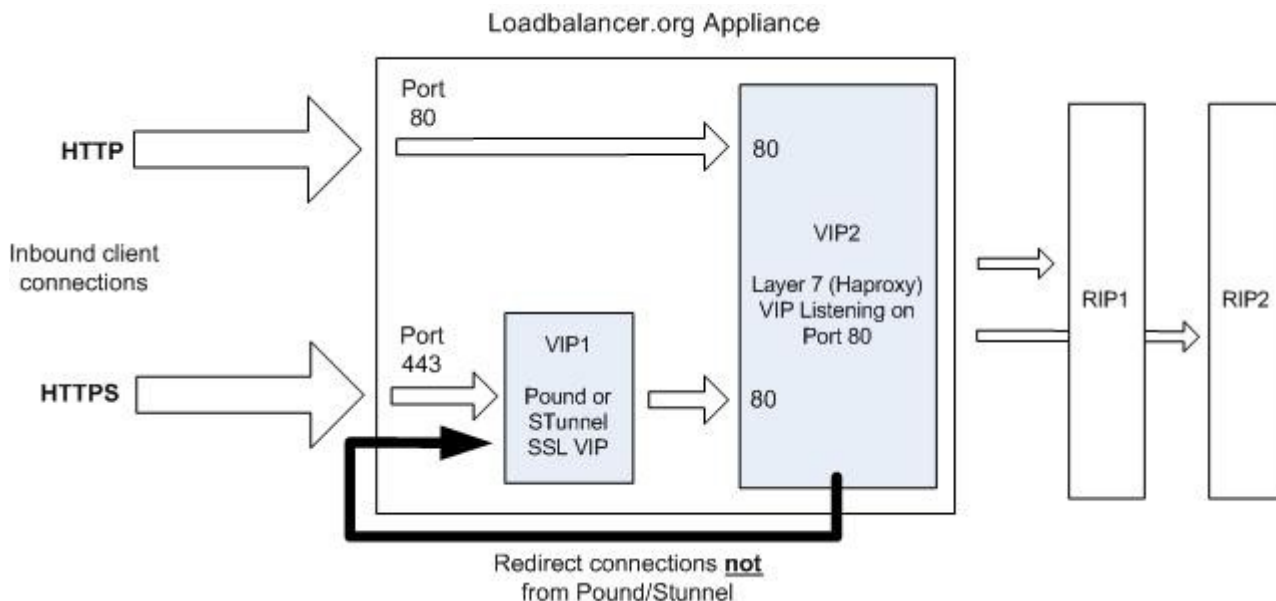 Loadbalancer.org Appliance
Port
80
HTTP
80
Inbound client
connections
VIP2
Layer 7 (Haproxy)
VIP Listening on
Port 80
RIP1
RIP2
Port
443
HTTPS
VIP1
Pound or
STunnel
SSL VIP
80
Redirect connections not
from Pound/Stunnel